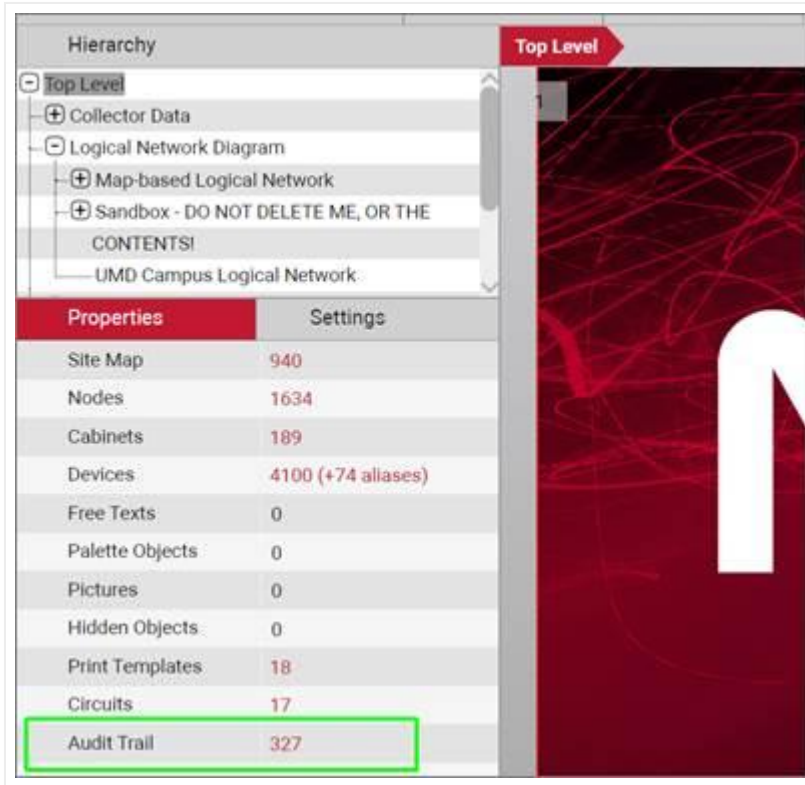 Hierarchy
Top Level
Top Level
1
Collector Data
Logical Network Diagram
Map-based Logical Network
Sandbox - DO NOT DELETE ME, OR THE
CONTENTS!
UMD Campus Logical Network
Properties Settings
Site Map 940
Nodes 1634
Cabinets 189
Devices 4100 (+74 aliases)
Free Texts 0
Palette Objects 0
Pictures 0
Hidden Objects 0
Print Templates 18
Circuits 17
Audit Trail 327